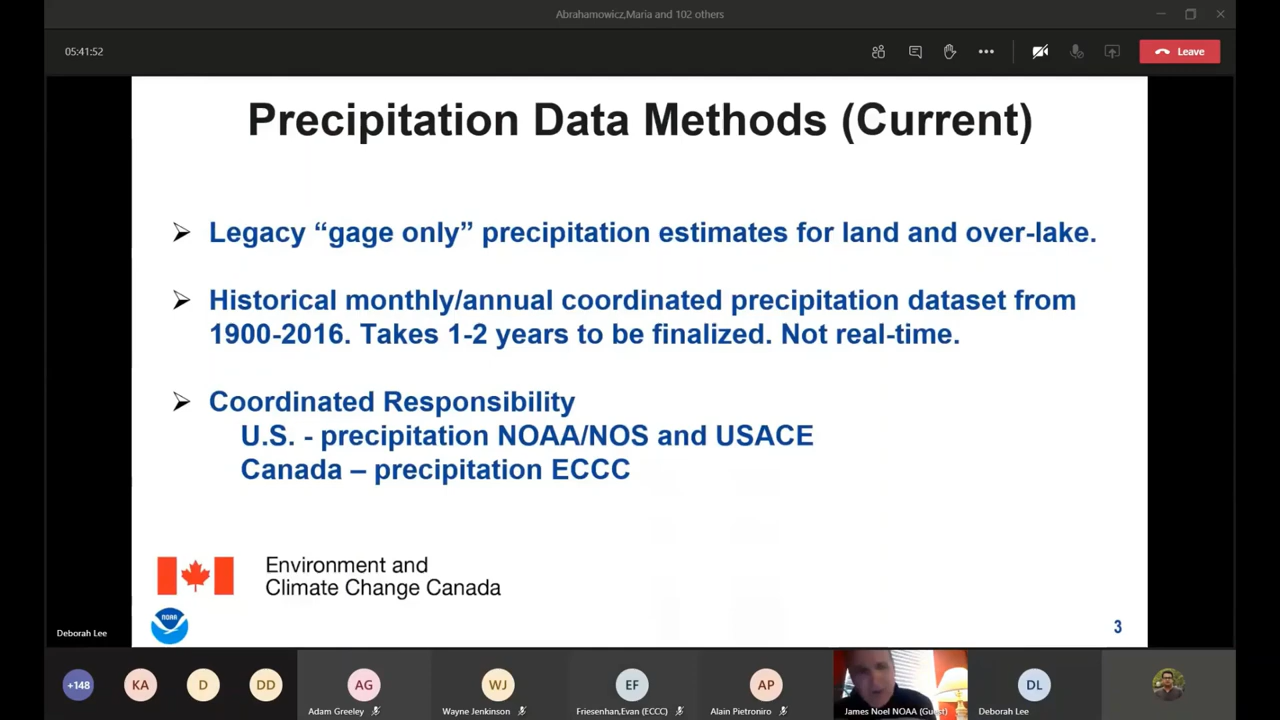 Abrahamowicz,Maria and 102 others
05:41:52
Leave
Precipitation Data Methods (Current)
Legacy “gage only” precipitation estimates for land and over-lake.
Historical monthly/annual coordinated precipitation dataset from
1900-2016. Takes 1-2 years to be finalized. Not real-time.
Coordinated Responsibility
U.S. - precipitation NOAA/NOS and USACE
Canada – precipitation ECCC
Environment and
Climate Change Canada
NOAA
3
Deborah Lee
+148
KA
D
DD
AG
WJ
EF
AP
DL
Adam Greeley
Wayne Jenkinson
Friesenhan,Evan (ECCC)
Alain Pietroniro
James Noel NOAA (Guest)
Deborah Lee